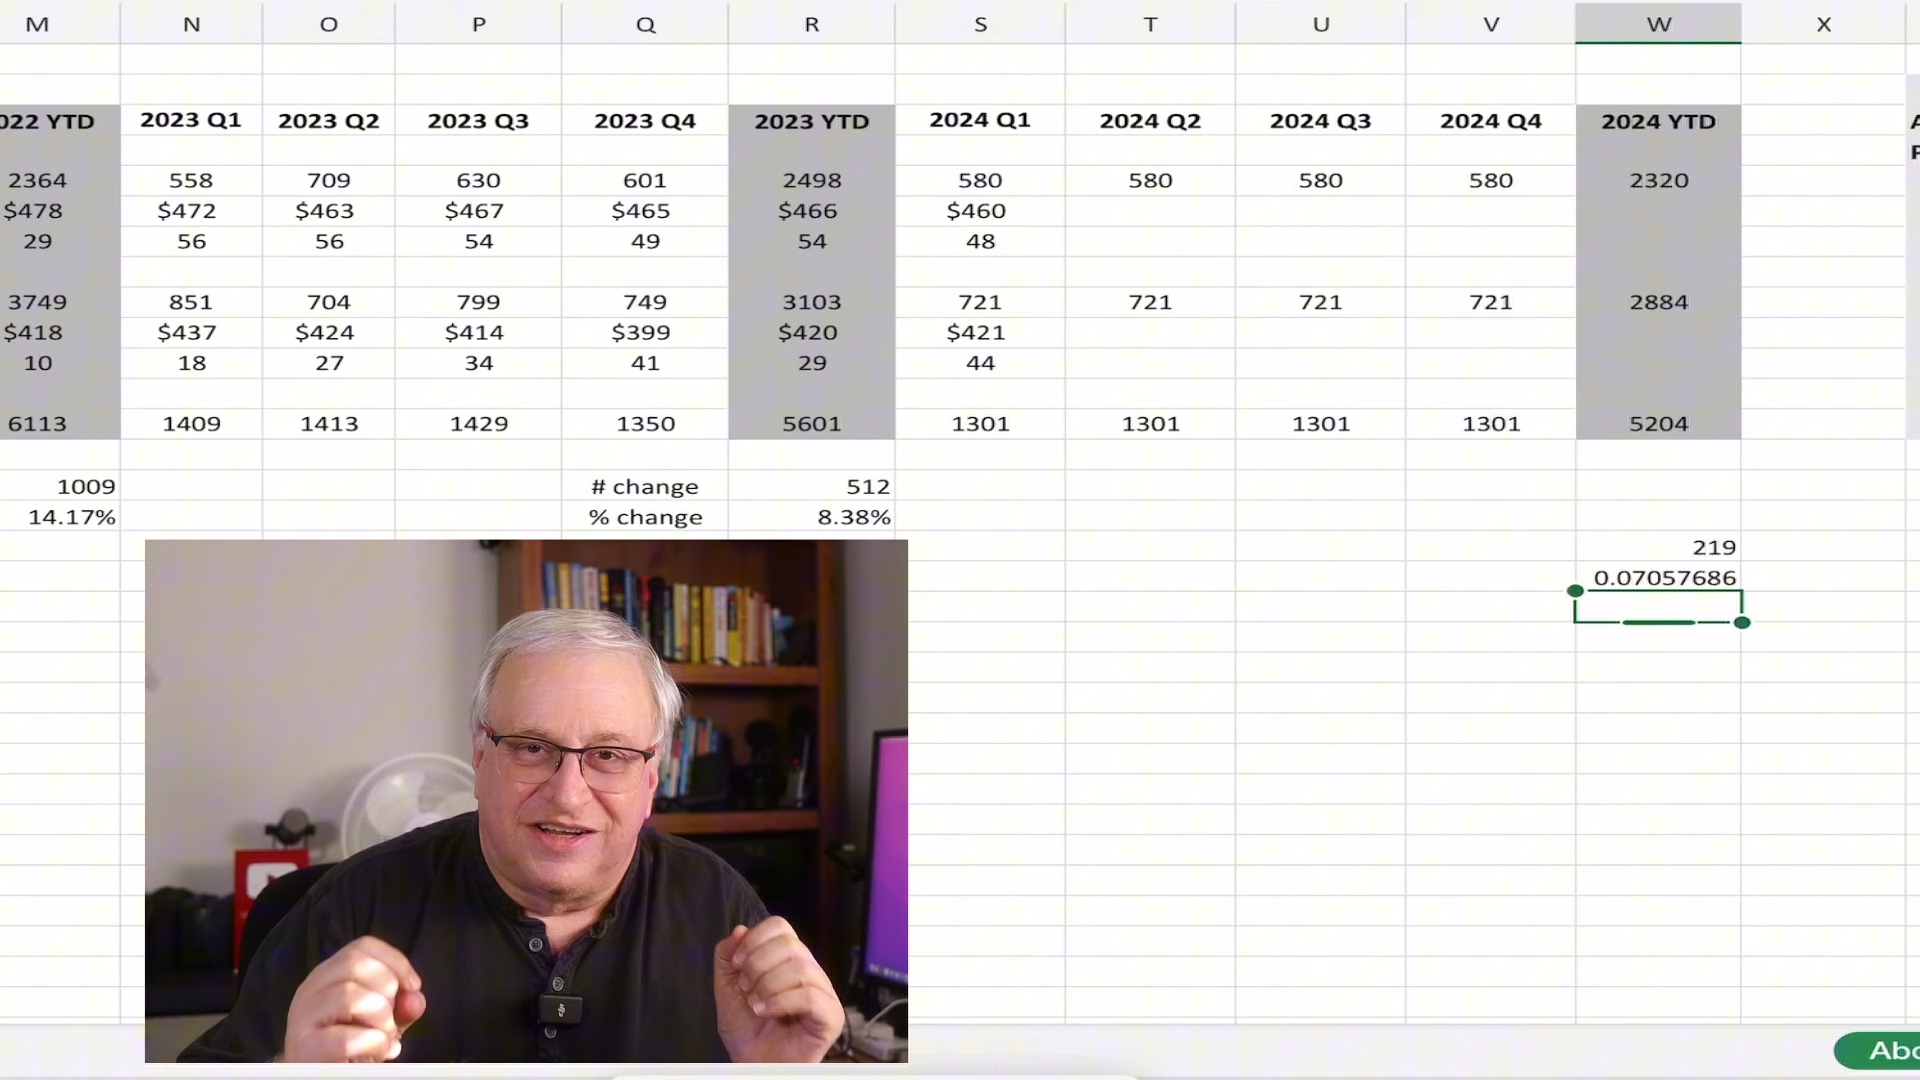 M N O P Q R S T U V W X
022 YTD 2023 Q1 2023 Q2 2023 Q3 2023 Q4 2023 YTD 2024 Q1 2024 Q2 2024 Q3 2024 Q4 2024 YTD A
F
2364 558 709 630 601 2498 580 580 580 580 2320
$478 $472 $463 $467 $465 $466 $460
29 56 56 54 49 54 48
3749 851 704 799 749 3103 721 721 721 721 2884
$418 $437 $424 $414 $399 $420 $421
10 18 27 34 41 29 44
6113 1409 1413 1429 1350 5601 1301 1301 1301 1301 5204
1009 # change 512
14.17% % change 8.38%
219
0.07057686
Abo